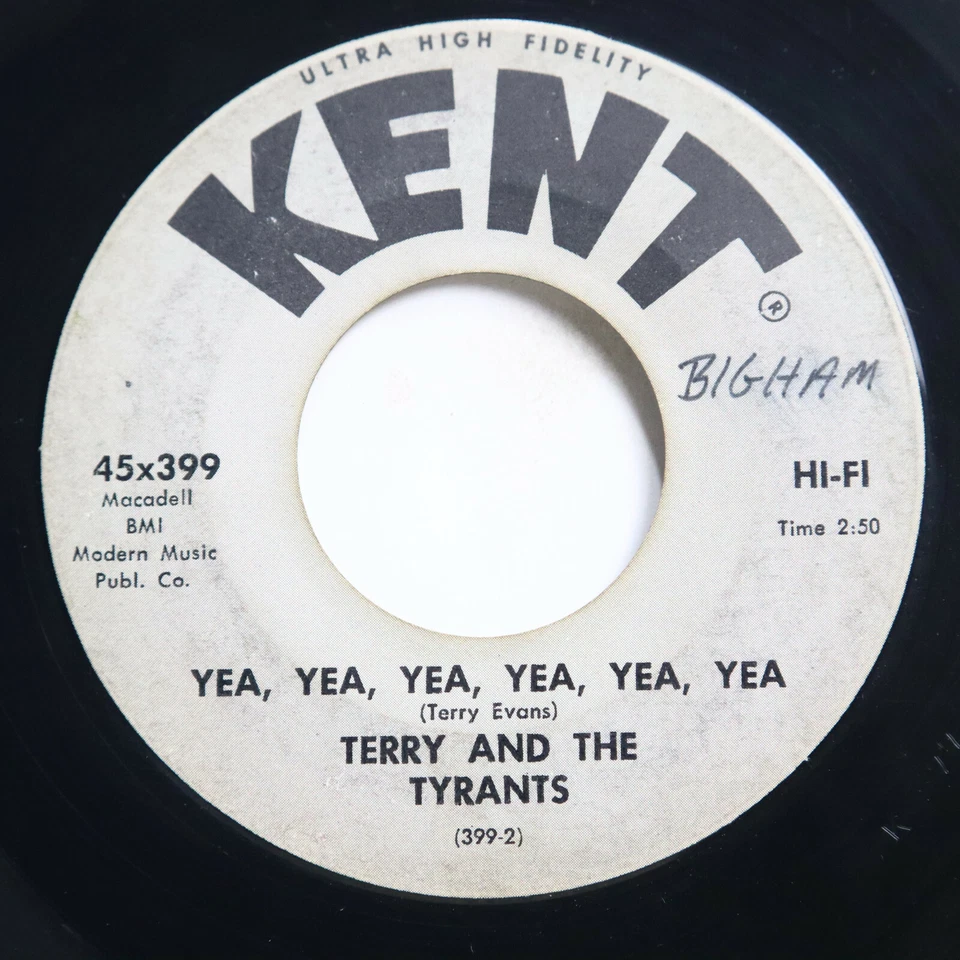 ULTRA HIGH FIDELITY
KENT
®
BIGHAM
45x399
Macadell
BMI
Modern Music
Publ. Co.
HI-FI
Time 2:50
YEA, YEA, YEA, YEA, YEA, YEA
(Terry Evans)
TERRY AND THE
TYRANTS
(399-2)